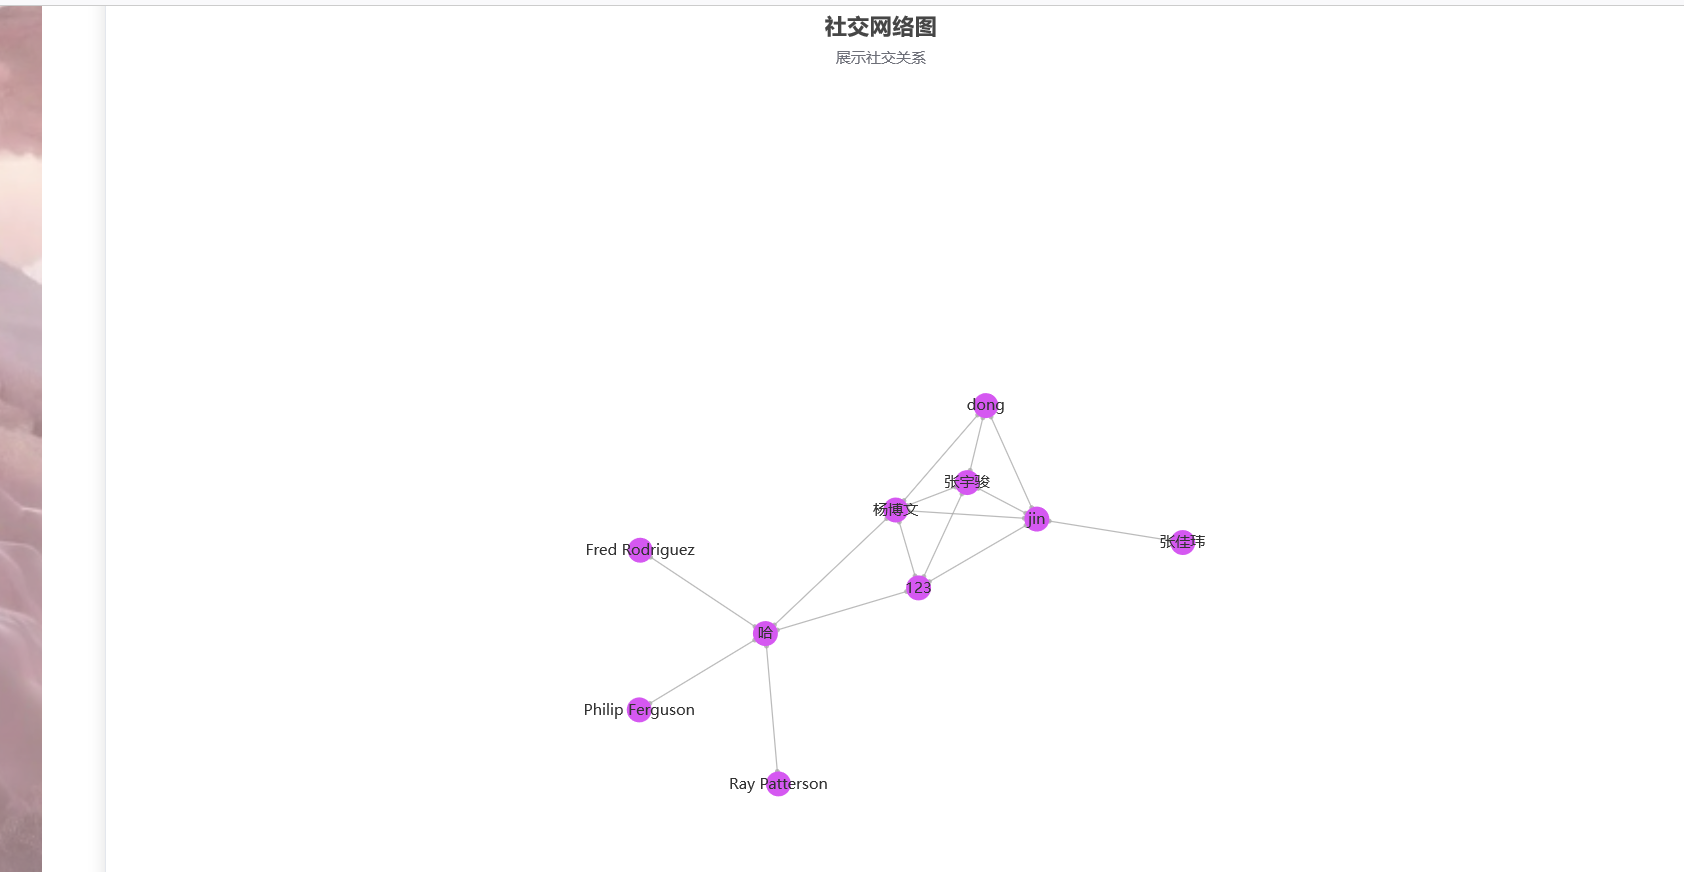 社交网络图
展示社交关系
dong
张宇骏
杨博文
jin
张佳玮
Fred Rodriguez
123
哈
Philip Ferguson
Ray Patterson